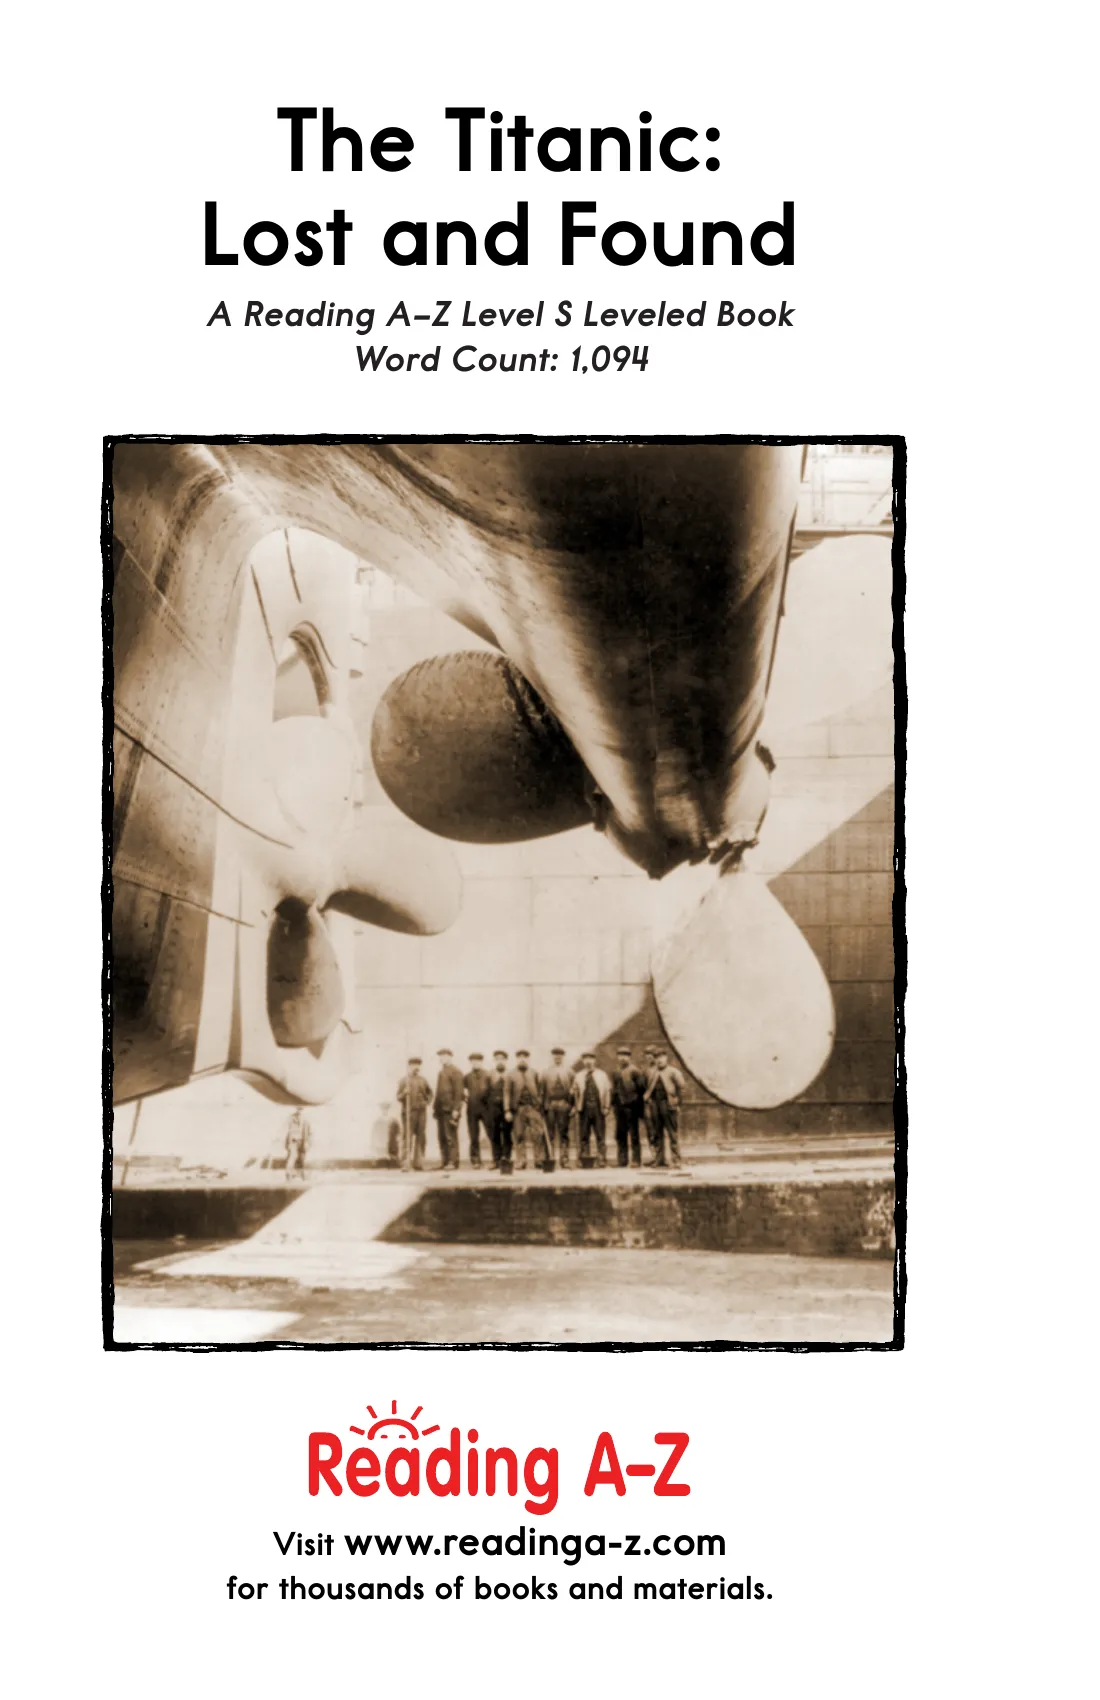 The Titanic:
Lost and Found
A Reading A–Z Level S Leveled Book
Word Count: 1,094
Reading A–Z
Visit www.readinga-z.com
for thousands of books and materials.